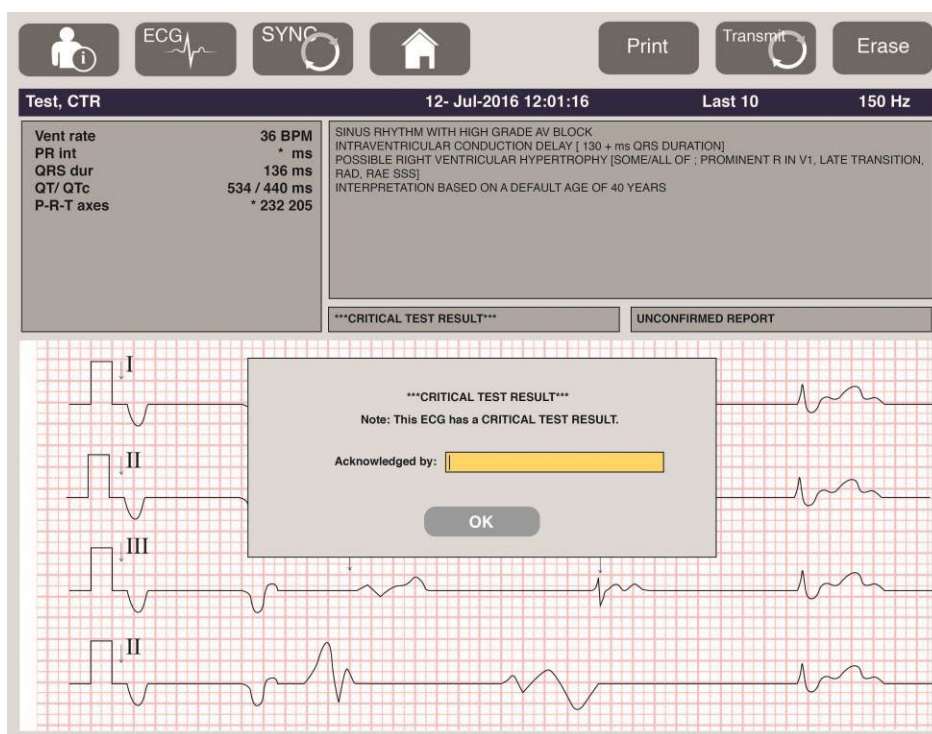 ECG
SYNC
Print
Transmit
Erase
Test, CTR 12- Jul-2016 12:01:16 Last 10 150 Hz
Vent rate 36 BPM
PR int * ms
QRS dur 136 ms
QT/ QTc 534 / 440 ms
P-R-T axes * 232 205
SINUS RHYTHM WITH HIGH GRADE AV BLOCK
INTRAVENTRICULAR CONDUCTION DELAY [ 130 + ms QRS DURATION]
POSSIBLE RIGHT VENTRICULAR HYPERTROPHY [SOME/ALL OF ; PROMINENT R IN V1, LATE TRANSITION,
RAD, RAE SSS]
INTERPRETATION BASED ON A DEFAULT AGE OF 40 YEARS
***CRITICAL TEST RESULT***
UNCONFIRMED REPORT
I
***CRITICAL TEST RESULT***
Note: This ECG has a CRITICAL TEST RESULT.
Acknowledged by:
OK
II
III
II